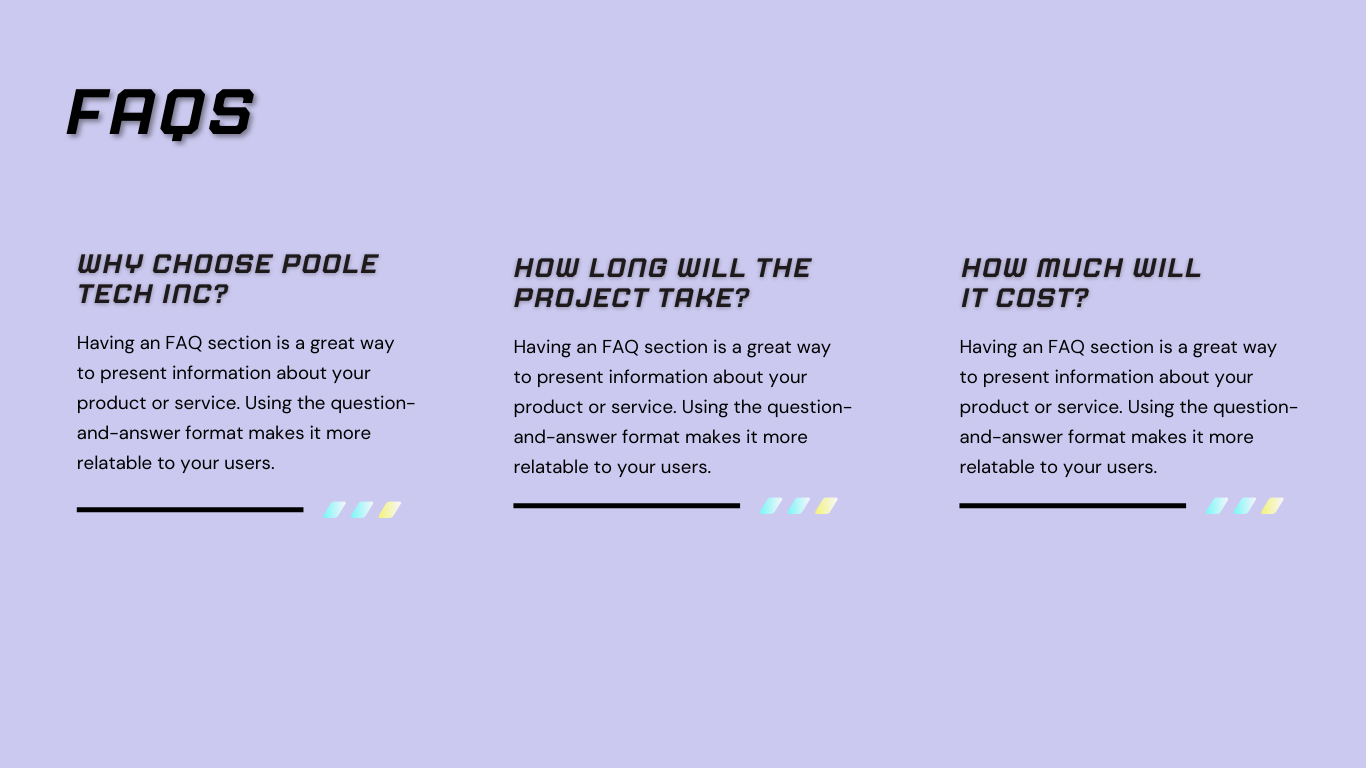 FAQS
WHY CHOOSE POOLE
TECH INC?
Having an FAQ section is a great way
to present information about your
product or service. Using the question-
and-answer format makes it more
relatable to your users.
HOW LONG WILL THE
PROJECT TAKE?
Having an FAQ section is a great way
to present information about your
product or service. Using the question-
and-answer format makes it more
relatable to your users.
HOW MUCH WILL
IT COST?
Having an FAQ section is a great way
to present information about your
product or service. Using the question-
and-answer format makes it more
relatable to your users.